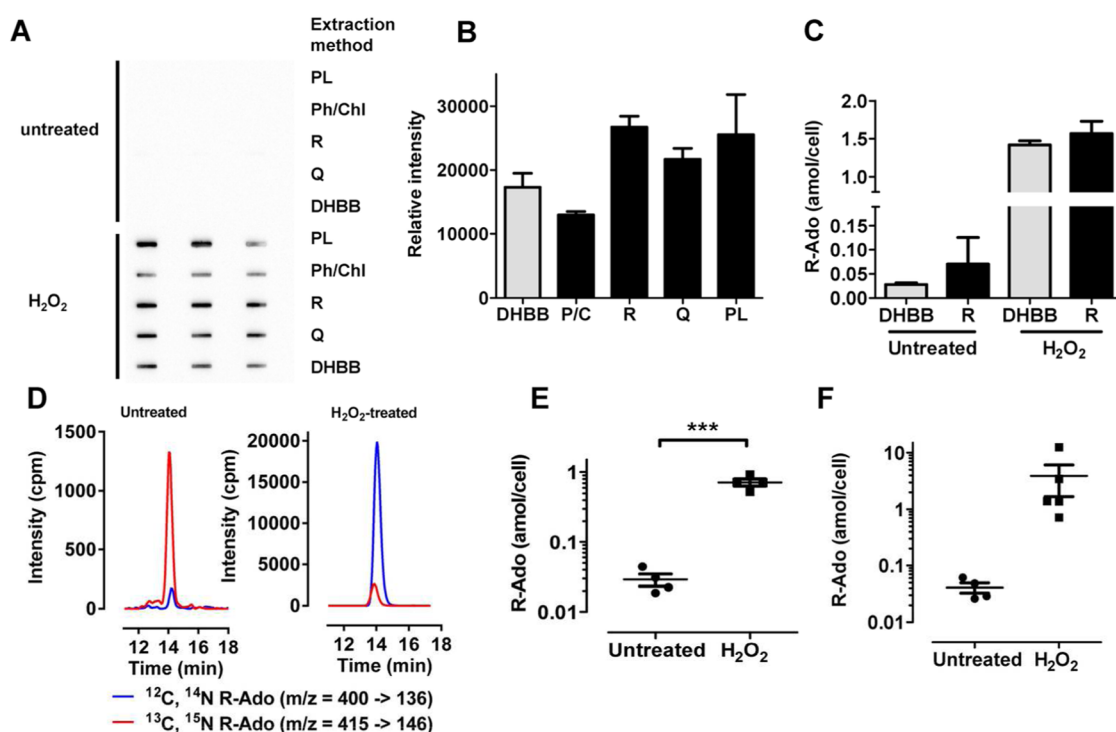 A
Extraction
method
untreated
PL
Ph/Chl
R
Q
DHBB
H₂O₂
PL
Ph/Chl
R
Q
DHBB
B
Relative intensity
30000
20000
10000
0
DHBB P/C R Q PL
C
R-Ado (amol/cell)
2.0
1.5
1.0
0.15
0.10
0.05
0.00
DHBB R DHBB R
Untreated H₂O₂
D
Untreated
Intensity (cpm)
1500
1000
500
0
12 14 16 18
Time (min)
H₂O₂-treated
Intensity (cpm)
20000
15000
10000
5000
0
12 14 16 18
Time (min)
¹²C, ¹⁴N R-Ado (m/z = 400 -> 136)
¹³C, ¹⁵N R-Ado (m/z = 415 -> 146)
E
R-Ado (amol/cell)
***
1
0.1
0.01
Untreated H₂O₂
F
R-Ado (amol/cell)
10
1
0.1
0.01
Untreated H₂O₂